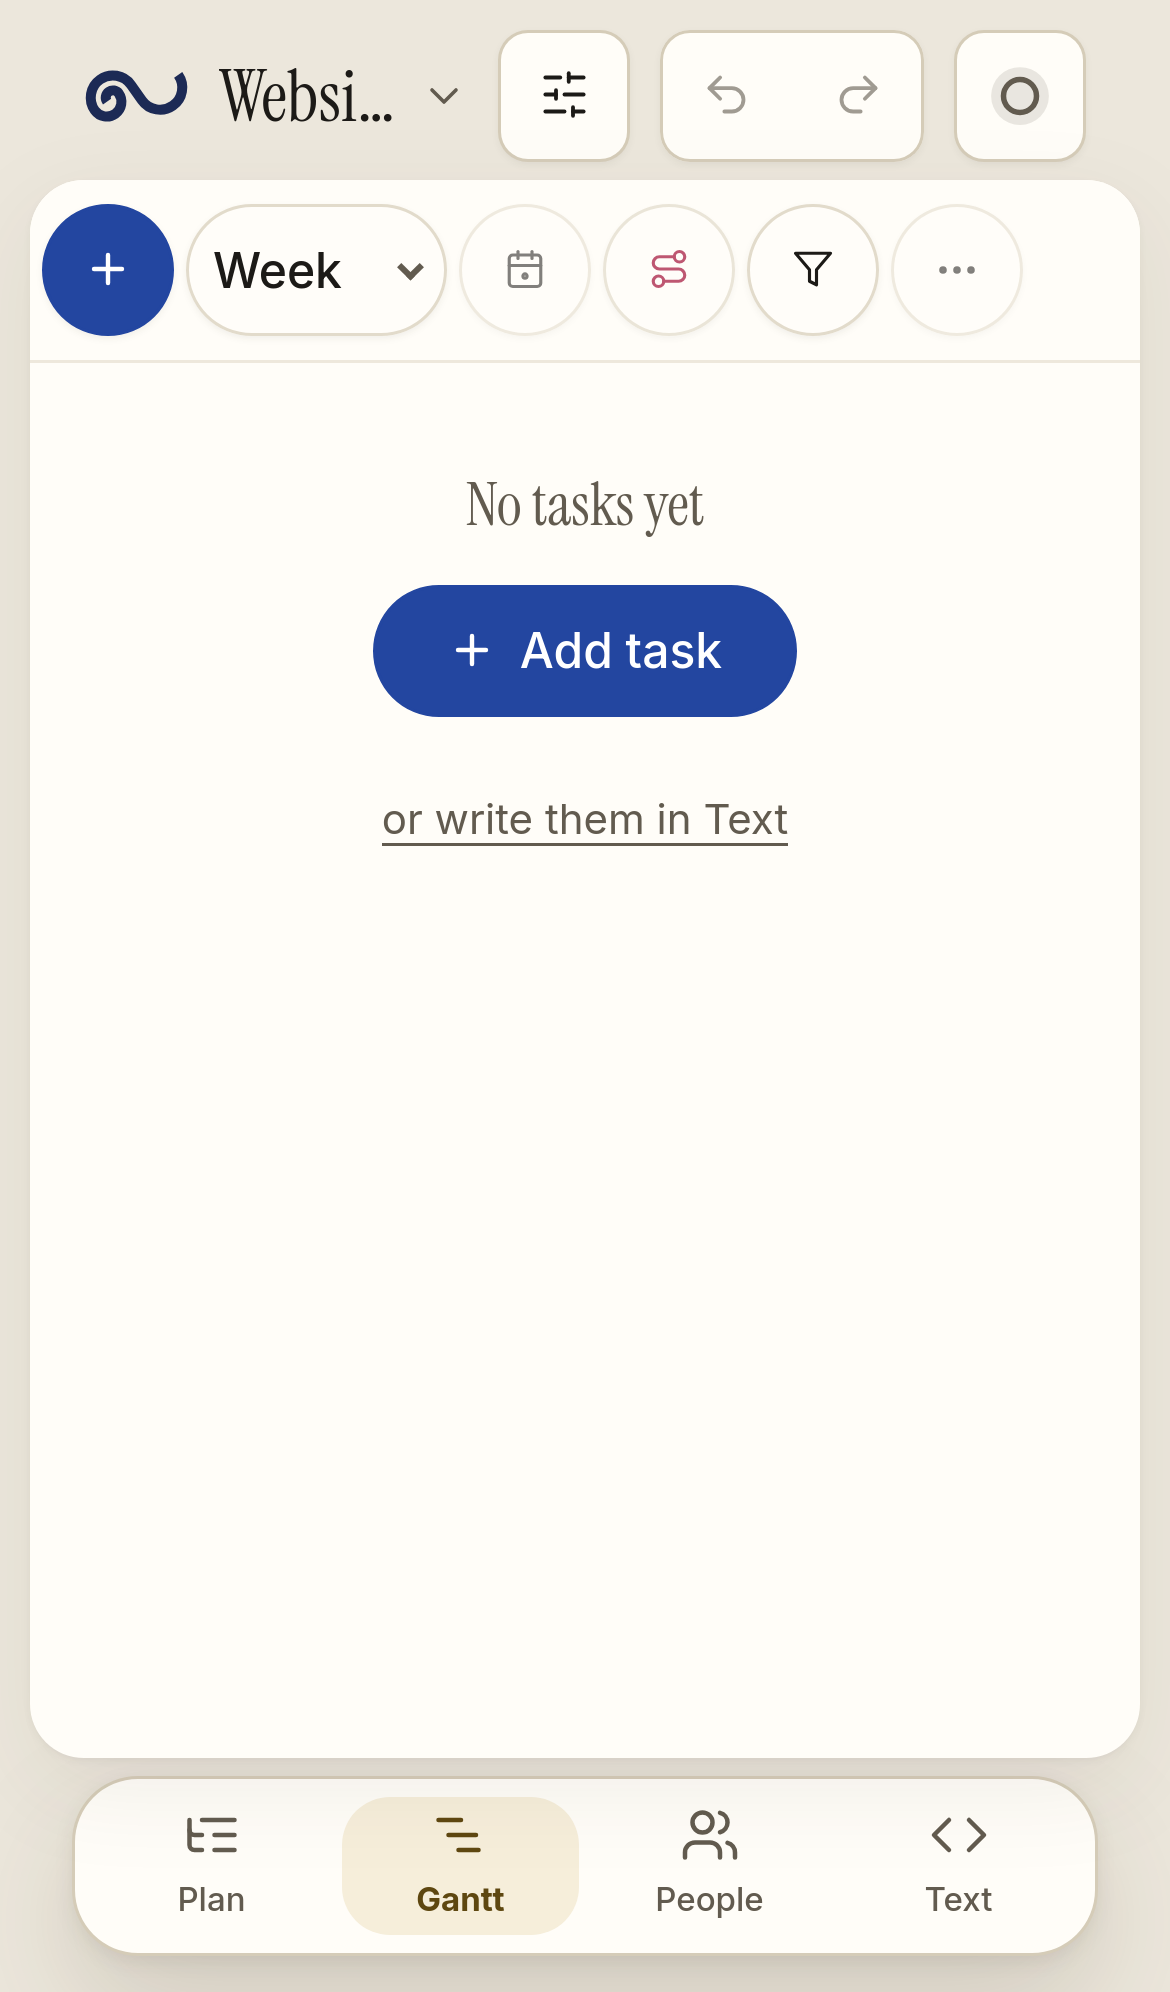 Websi...
Week
No tasks yet
Add task
or write them in Text
Plan
Gantt
People
Text